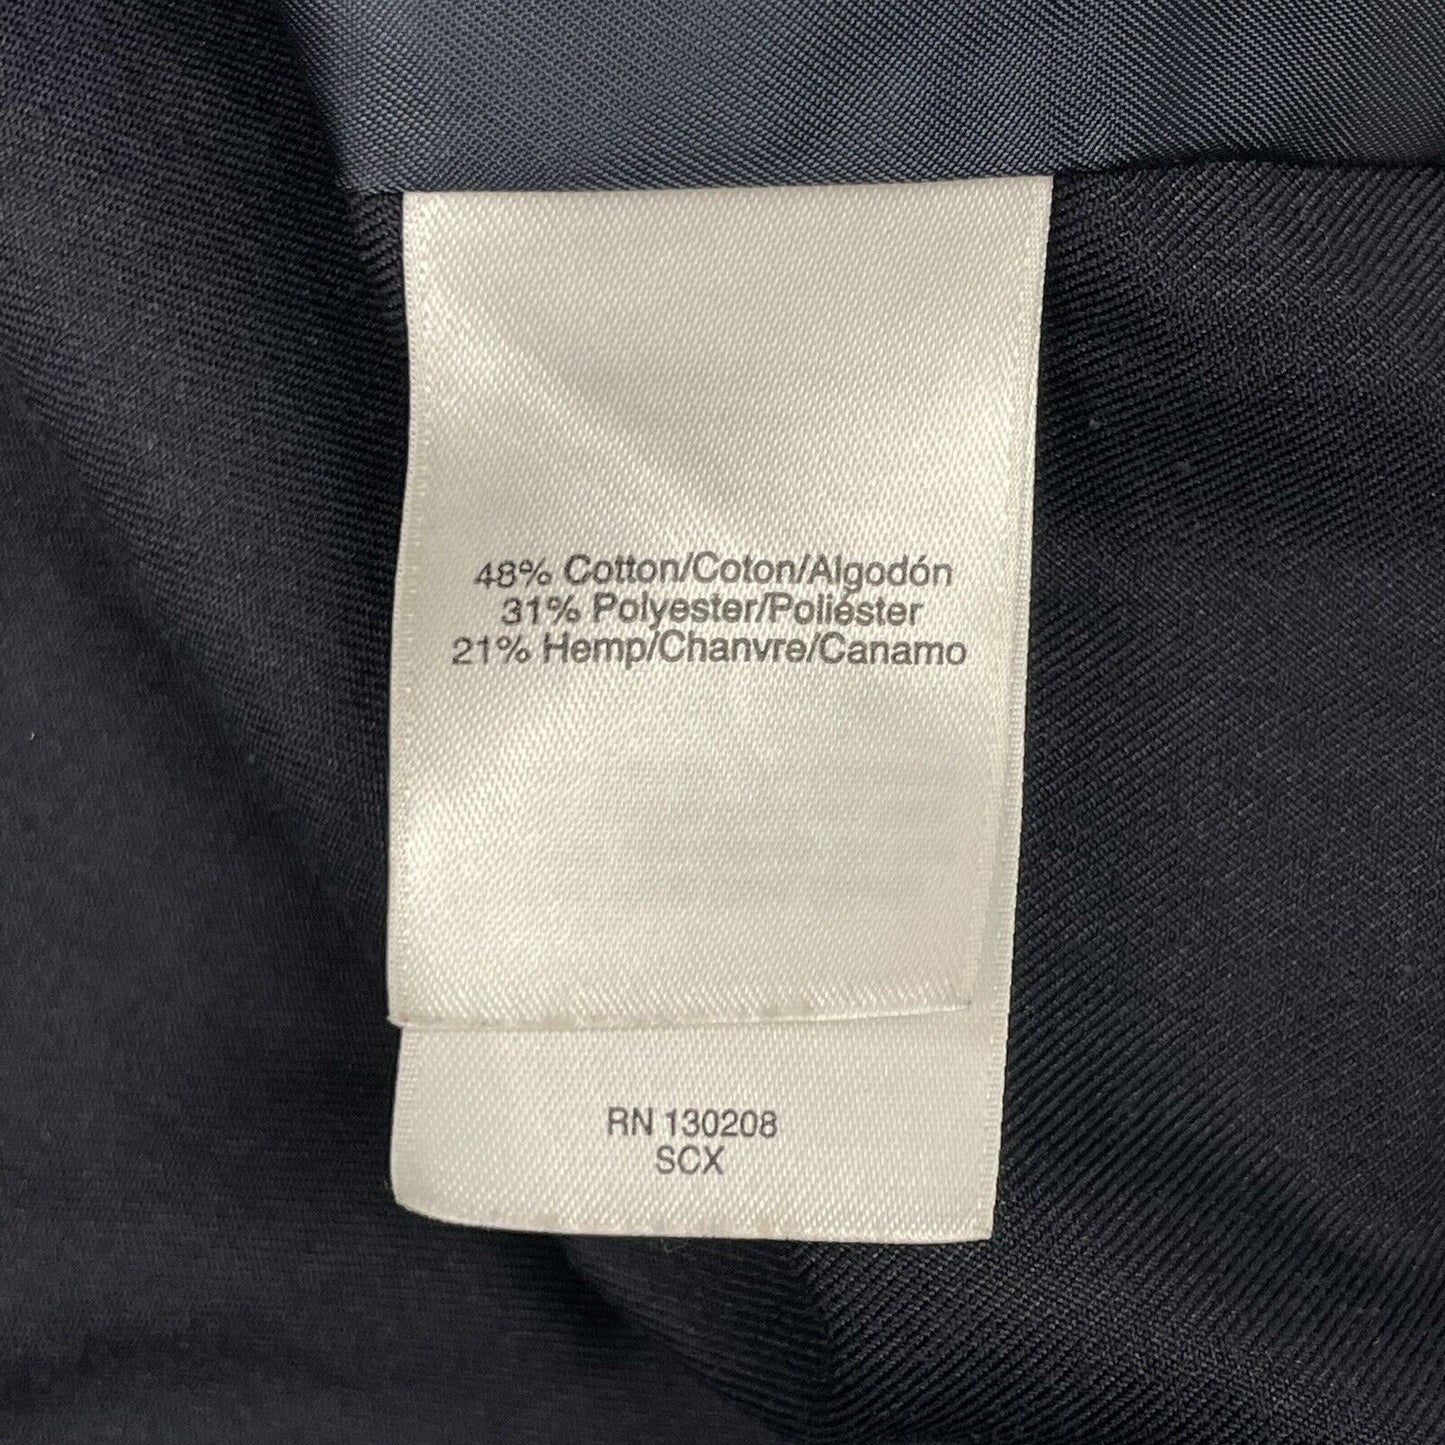 48% Cotton/Coton/Algodón
31% Polyester/Poliéster
21% Hemp/Chanvre/Canamo
RN 130208
SCX